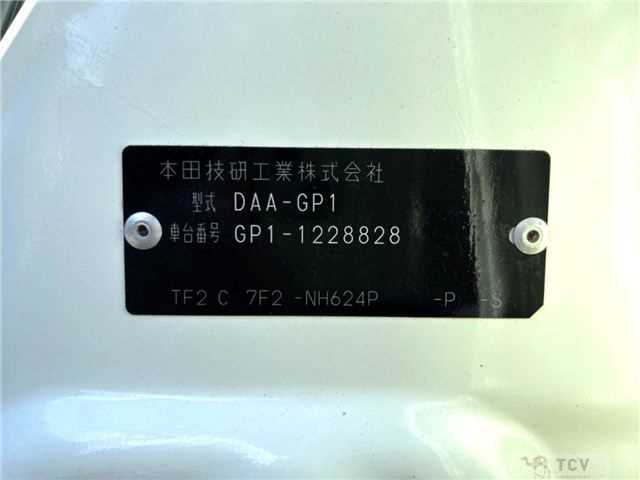 本田技研工業株式会社
型式 DAA-GP1
車台番号 GP1-1228828
TF2 C 7F2 -NH624P -P -S
TCV